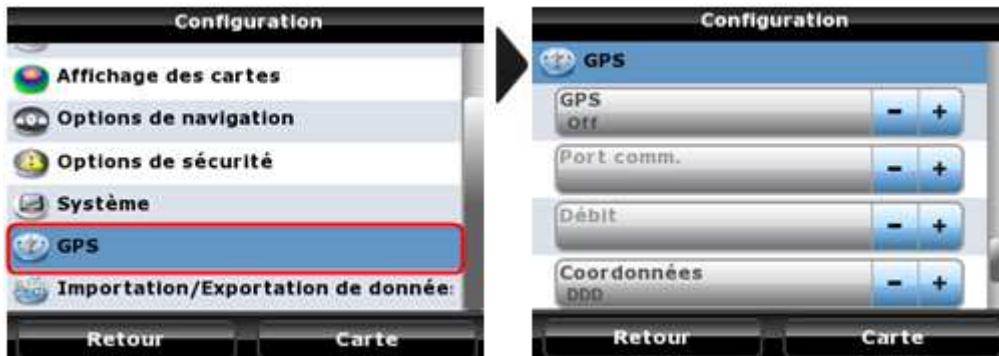 Configuration
Affichage des cartes
Options de navigation
Options de sécurité
Système
GPS
Importation/Exportation de donnée
Retour
Carte
Configuration
GPS
GPS
Off
- +
Port comm.
- +
Débit
- +
Coordonnées
DDD
- +
Retour
Carte